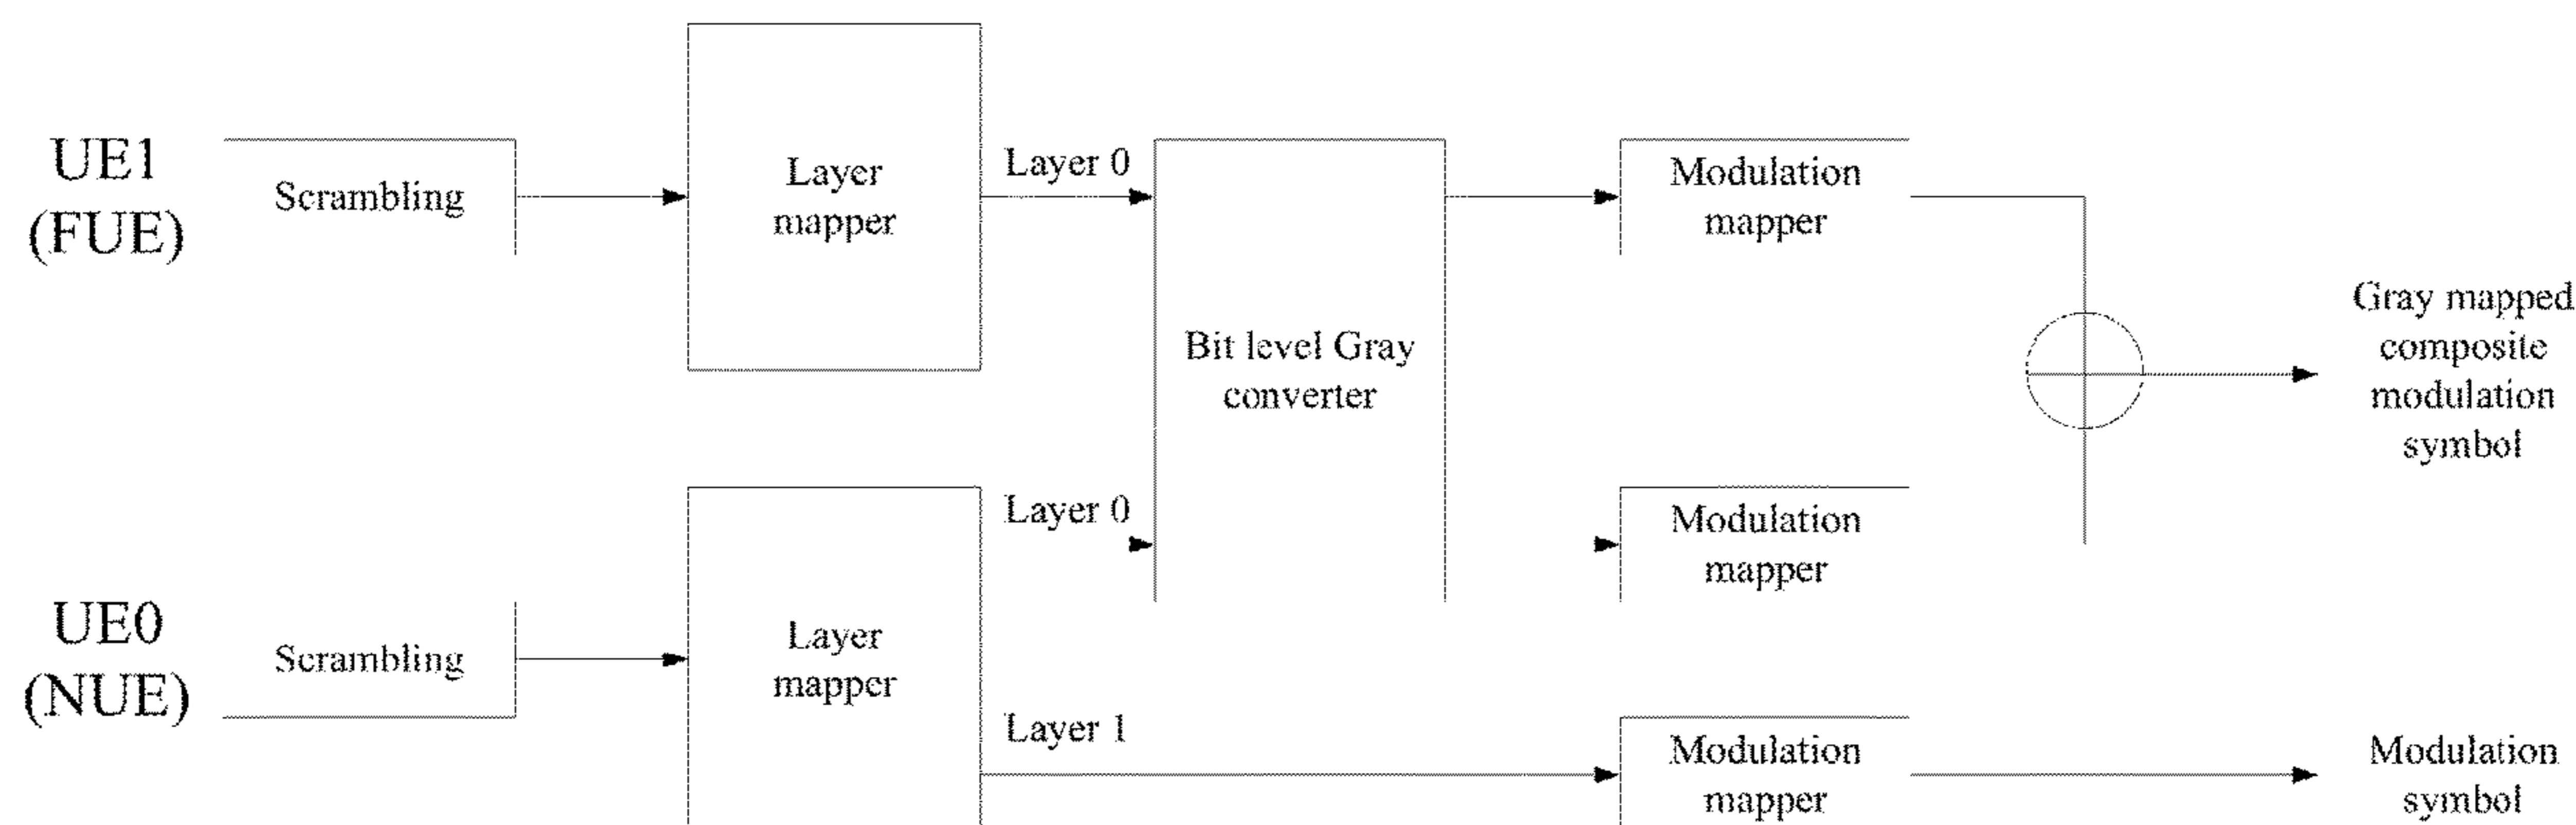 UE1
(FUE)
Scrambling
Layer
mapper
Layer 0
Bit level Gray
converter
Modulation
mapper
Gray mapped
composite
modulation
symbol
UE0
(NUE)
Scrambling
Layer
mapper
Layer 0
Layer 1
Modulation
mapper
Modulation
mapper
Modulation
symbol